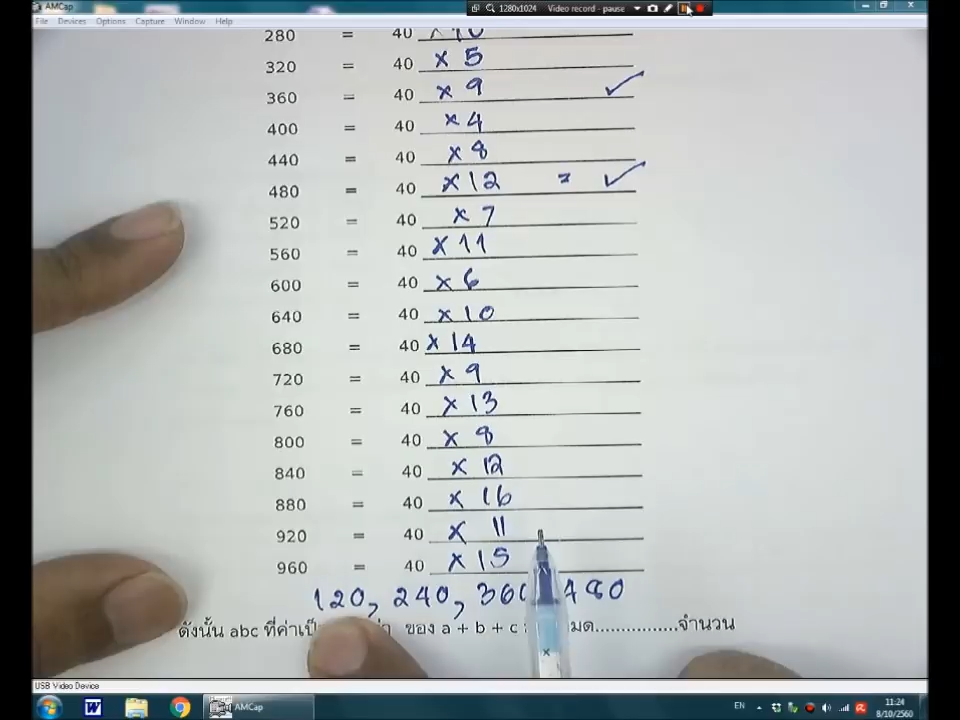 AMCap
1280x1024 Video record - pause
File Devices Options Capture Window Help
280 = 40 × 10
320 = 40 × 5
360 = 40 × 9 ✓
400 = 40 × 4
440 = 40 × 8
480 = 40 × 12 = ✓
520 = 40 × 7
560 = 40 × 11
600 = 40 × 6
640 = 40 × 10
680 = 40 × 14
720 = 40 × 9
760 = 40 × 13
800 = 40 × 8
840 = 40 × 12
880 = 40 × 16
920 = 40 × 11
960 = 40 × 15
120, 240, 360 480
ดังนั้น abc ที่ค่าเป็ ของ a + b + c มด................จำนวน
USB Video Device
AMCap EN 11:24
8/10/2560